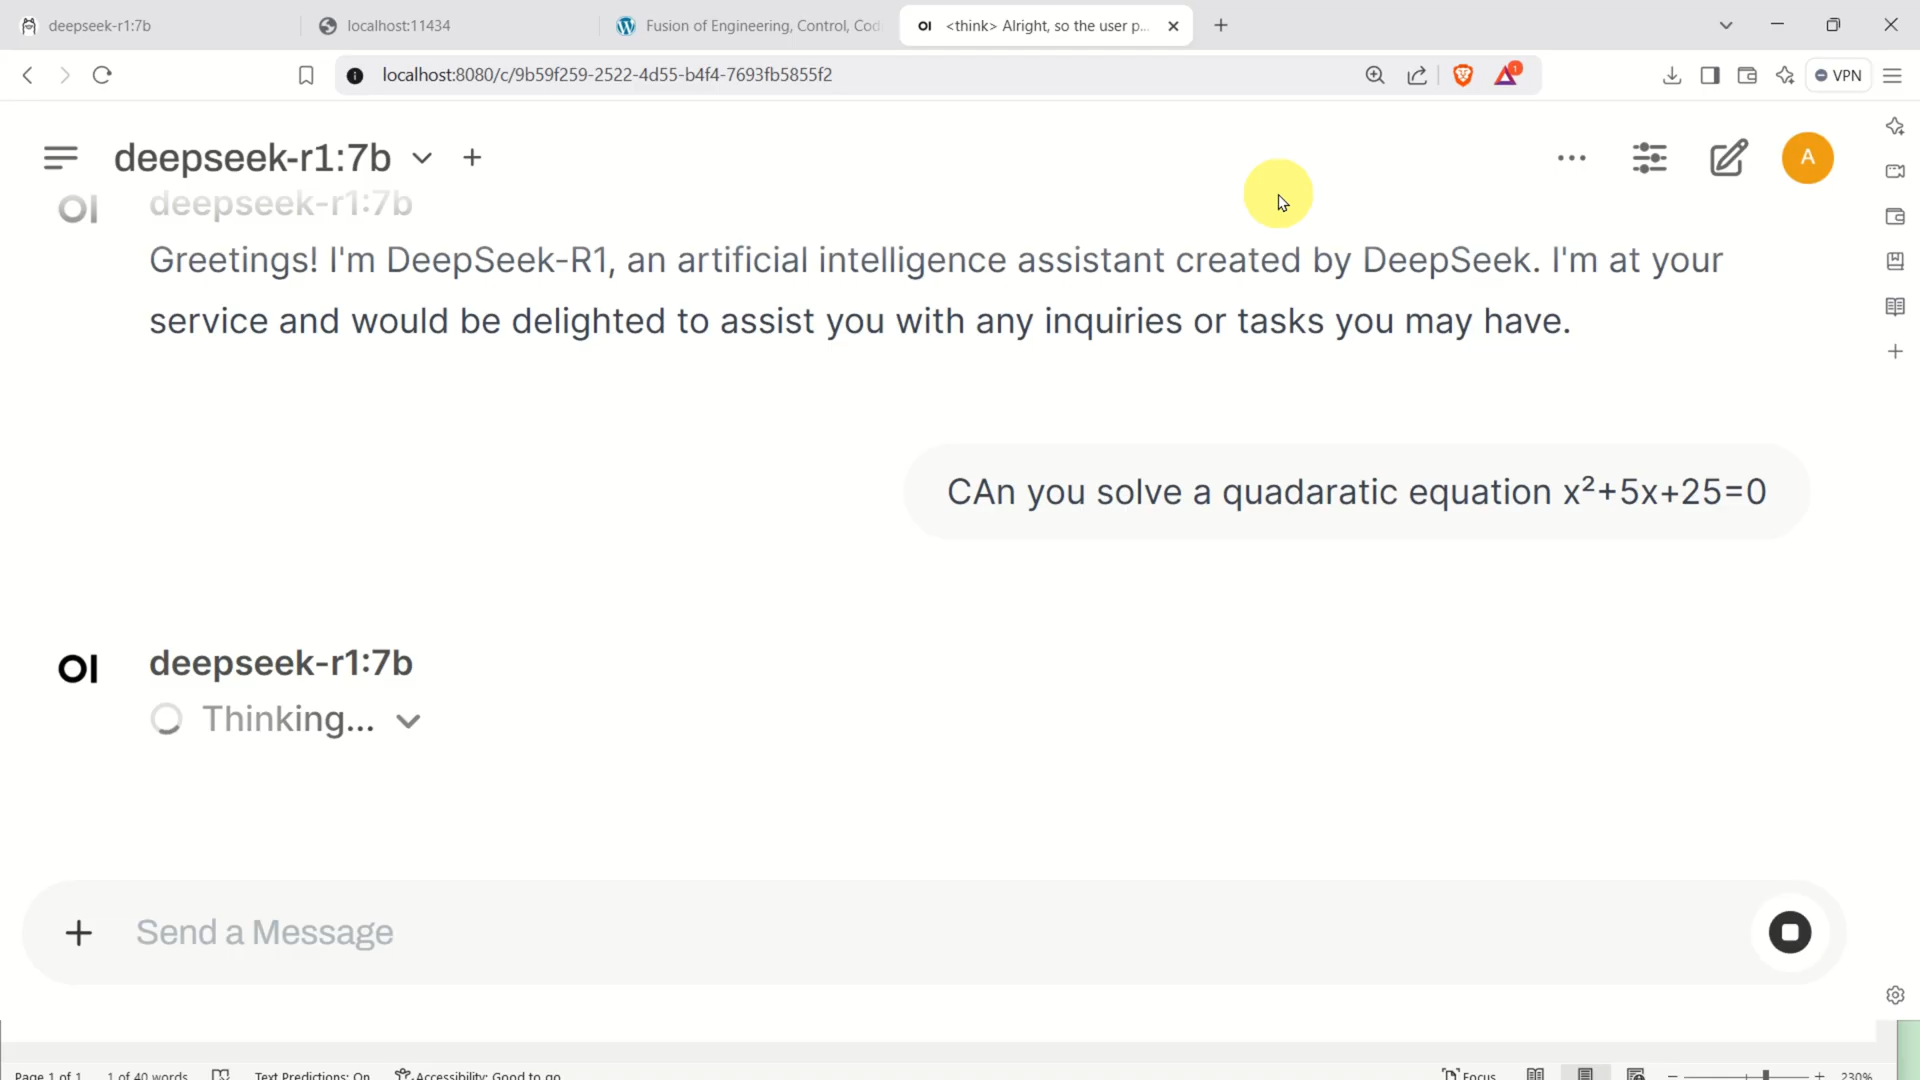 deepseek-r1:7b
localhost:11434
Fusion of Engineering, Control, Cod
OI <think> Alright, so the user p...
localhost:8080/c/9b59f259-2522-4d55-b4f4-7693fb5855f2
1
VPN
deepseek-r1:7b
A
OI deepseek-r1:7b
Greetings! I'm DeepSeek-R1, an artificial intelligence assistant created by DeepSeek. I'm at your
service and would be delighted to assist you with any inquiries or tasks you may have.
CAn you solve a quadaratic equation x²+5x+25=0
OI deepseek-r1:7b
Thinking...
Send a Message
Page 1 of 1 1 of 40 words Text Predictions: On Accessibility: Good to go Focus 230%